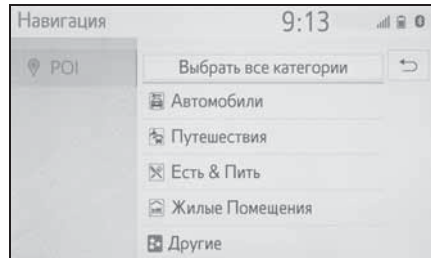 Навигация 9:13
POI
Выбрать все категории
Автомобили
Путешествия
Есть & Пить
Жилые Помещения
Другие